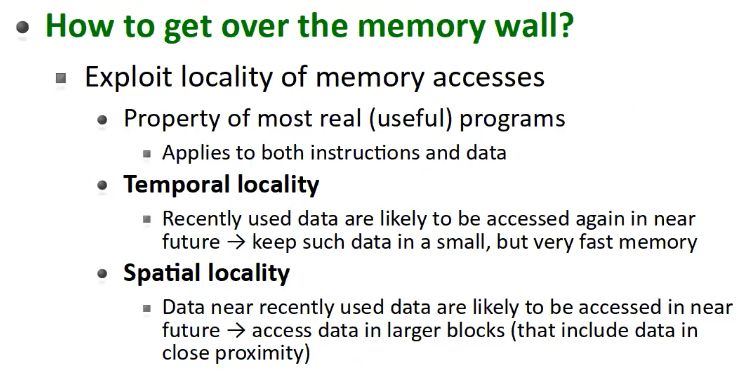 How to get over the memory wall?
Exploit locality of memory accesses
Property of most real (useful) programs
Applies to both instructions and data
Temporal locality
Recently used data are likely to be accessed again in near
future → keep such data in a small, but very fast memory
Spatial locality
Data near recently used data are likely to be accessed in near
future → access data in larger blocks (that include data in
close proximity)